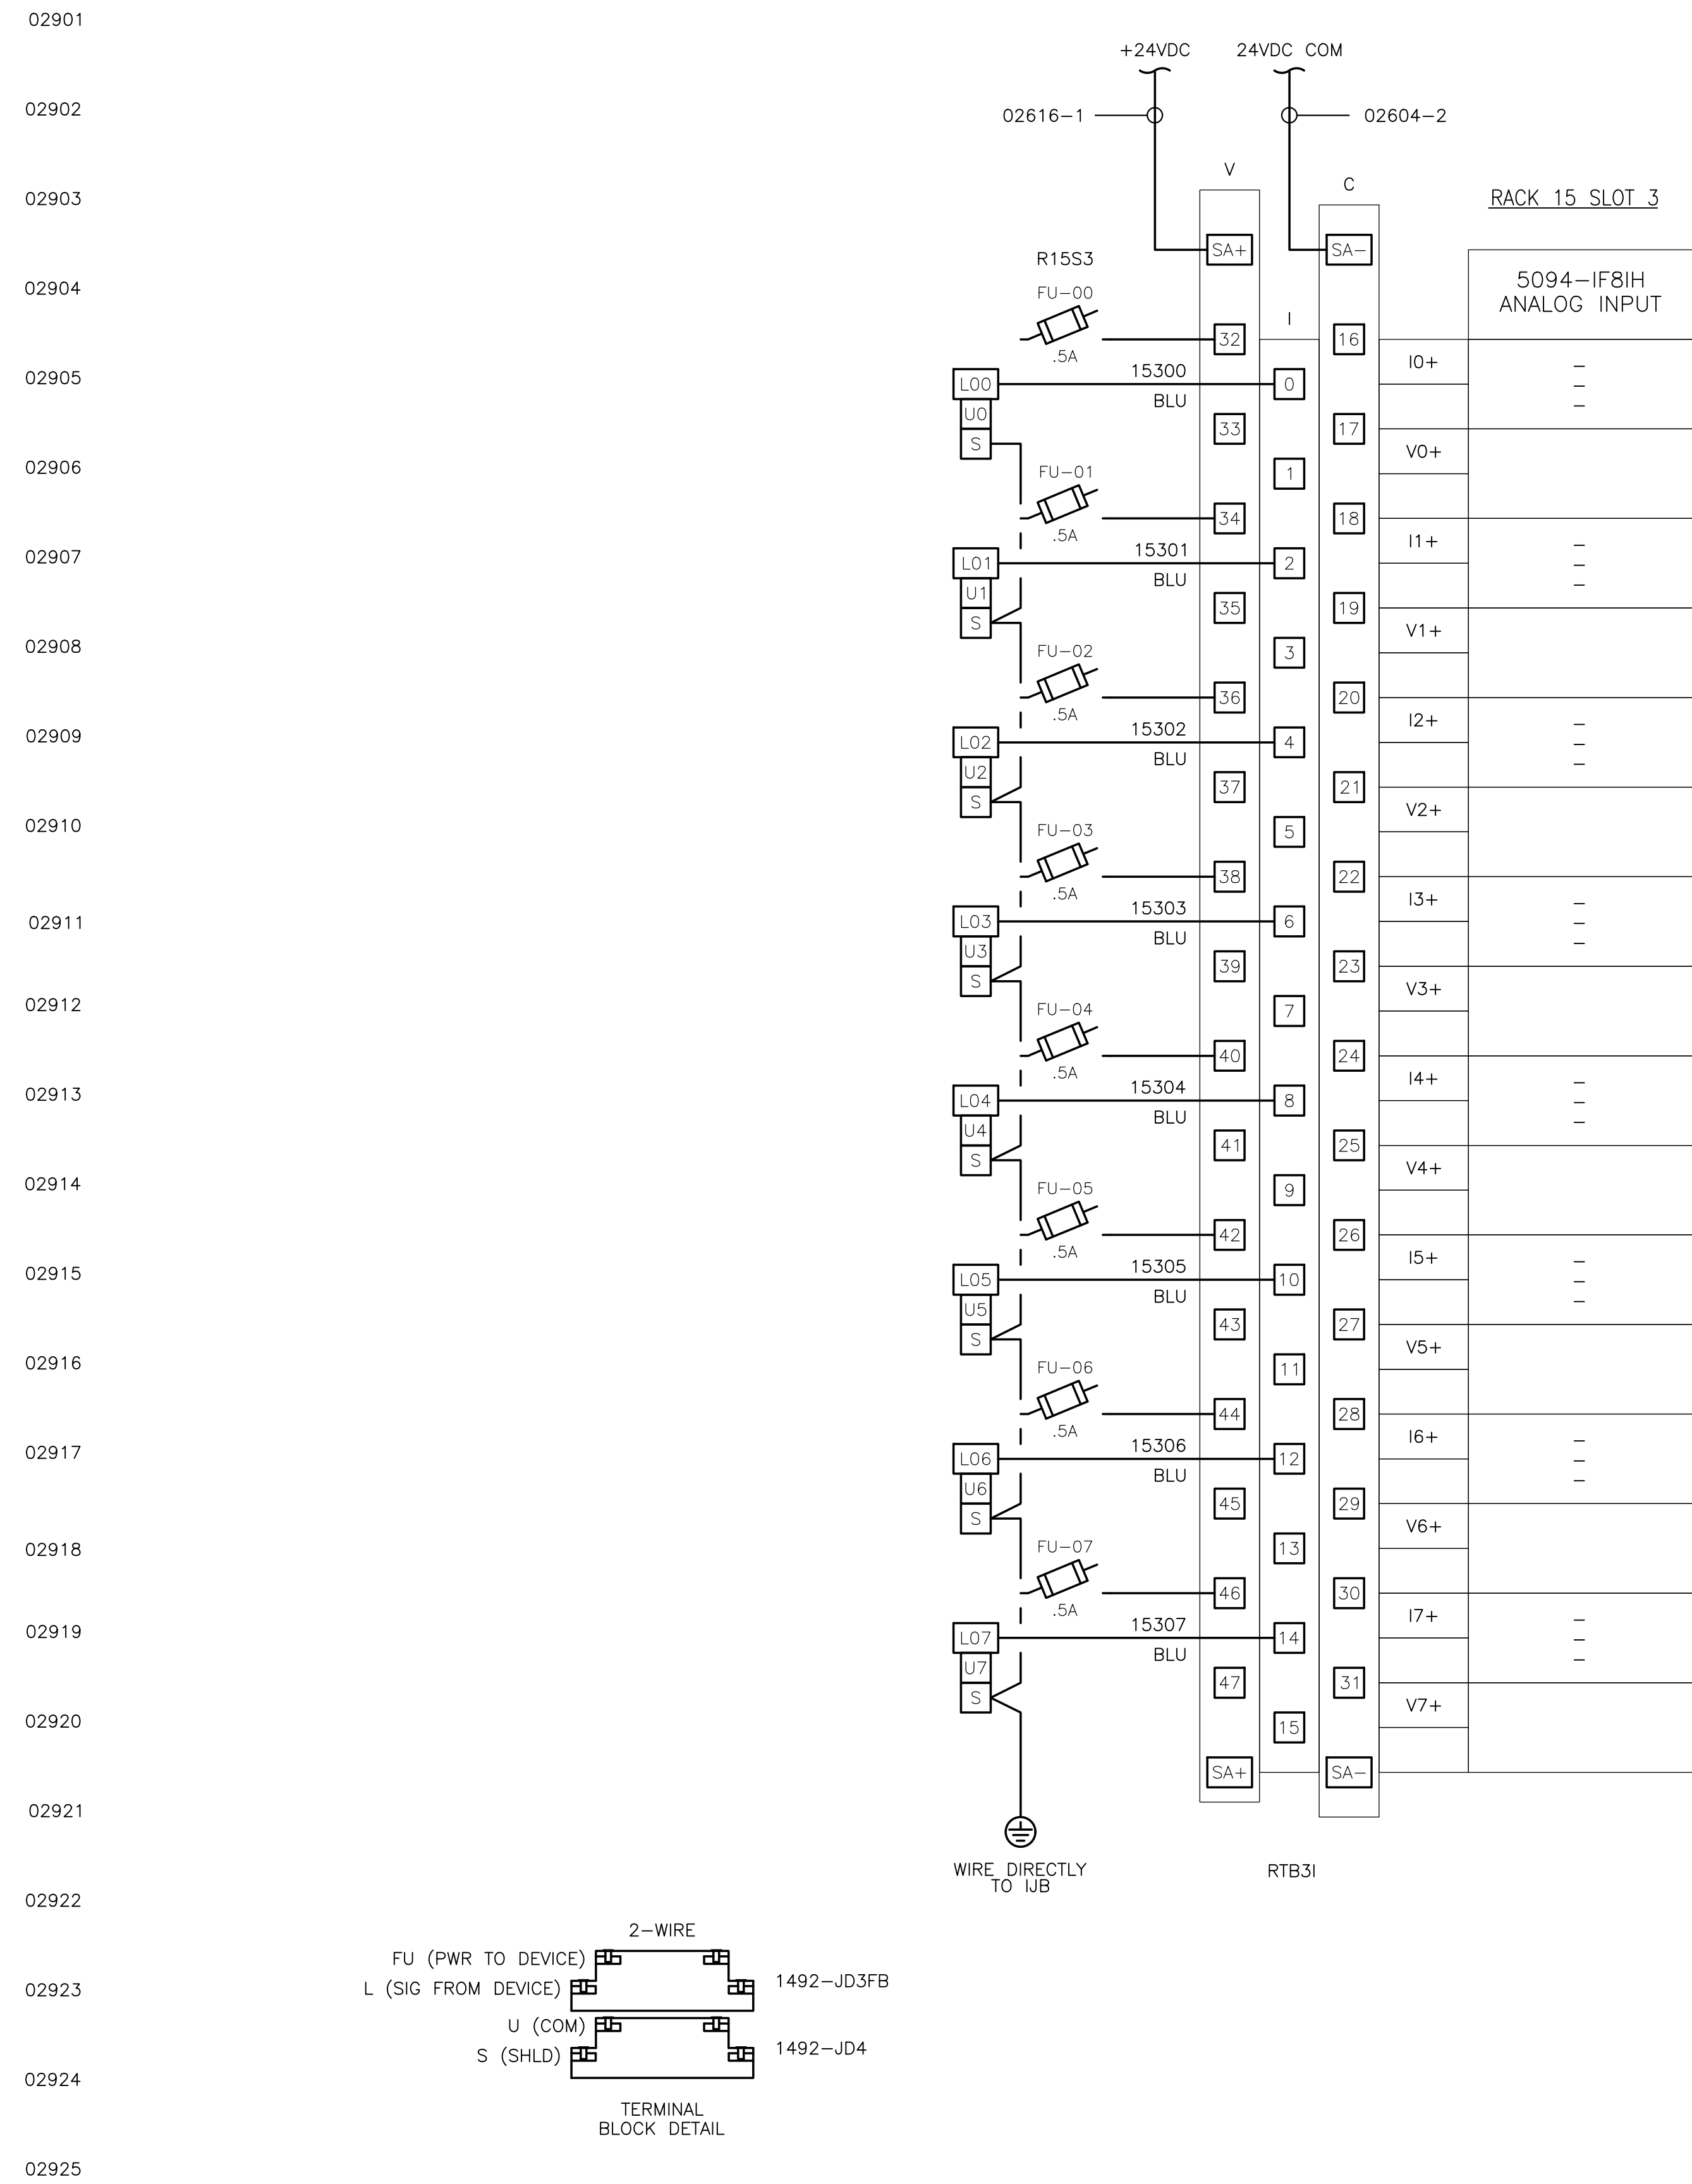 02901
+24VDC 24VDC COM
02902
02616-1 02604-2
V
C
02903
RACK 15 SLOT 3
SA+ SA-
R15S3
02904
5094-IF8IH
ANALOG INPUT
FU-00
I
32 16
.5A
I0+
02905
15300
L00 0
BLU
U0
33 17
S
V0+
02906
FU-01
1
34 18
.5A
I1+
02907
15301
L01 2
BLU
U1
35 19
S
V1+
02908
FU-02
3
36 20
.5A
I2+
02909
15302
L02 4
BLU
U2
37 21
S
V2+
02910
FU-03
5
38 22
.5A
I3+
02911
15303
L03 6
BLU
U3
39 23
S
V3+
02912
FU-04
7
40 24
.5A
I4+
02913
15304
L04 8
BLU
U4
41 25
S
V4+
02914
FU-05
9
42 26
.5A
I5+
02915
15305
L05 10
BLU
U5
43 27
S
V5+
02916
FU-06
11
44 28
.5A
I6+
02917
15306
L06 12
BLU
U6
45 29
S
V6+
02918
FU-07
13
46 30
.5A
I7+
02919
15307
L07 14
BLU
U7
47 31
S
V7+
02920
15
SA+ SA-
02921
WIRE DIRECTLY
TO IJB
RTB3I
02922
2-WIRE
FU (PWR TO DEVICE)
02923
L (SIG FROM DEVICE) 1492-JD3FB
U (COM)
S (SHLD) 1492-JD4
02924
TERMINAL
BLOCK DETAIL
02925